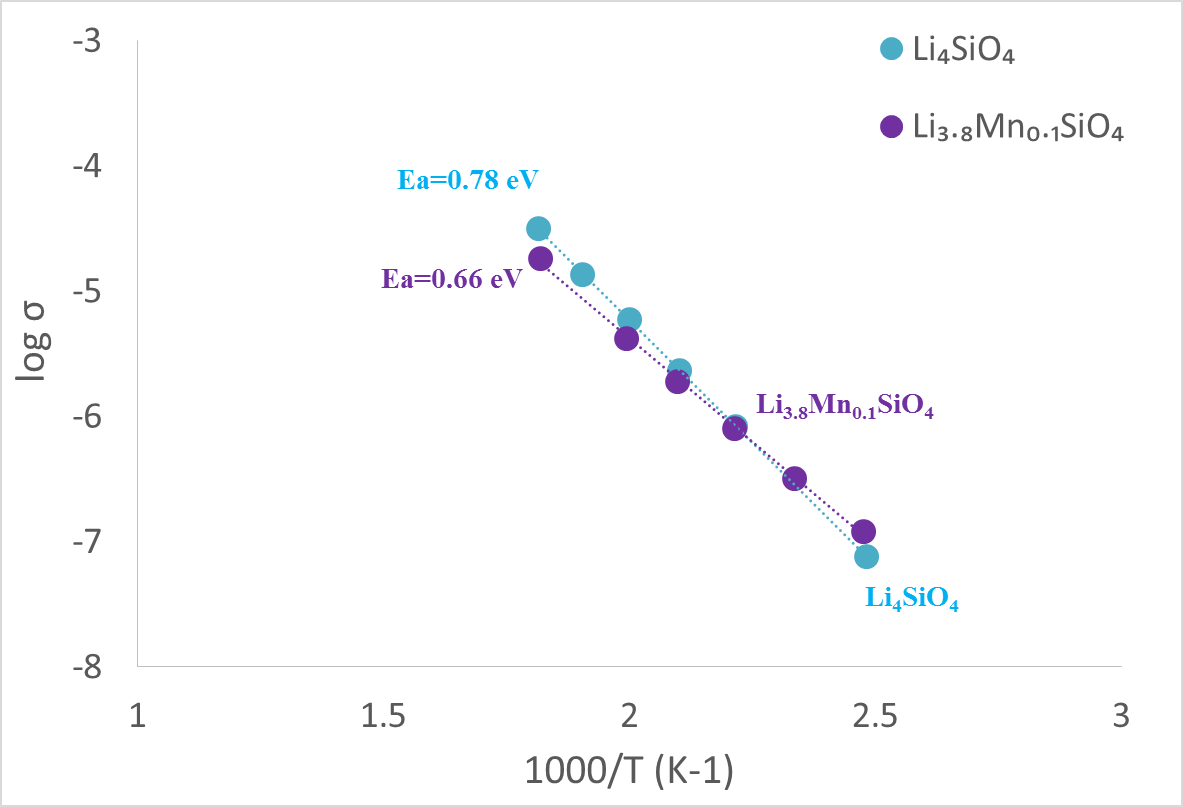 -3
Li₄SiO₄
Li₃.₈Mn₀.₁SiO₄
-4
Ea=0.78 eV
Ea=0.66 eV
-5
log σ
-6
Li₃.₈Mn₀.₁SiO₄
-7
Li₄SiO₄
-8
1 1.5 2 2.5 3
1000/T (K-1)